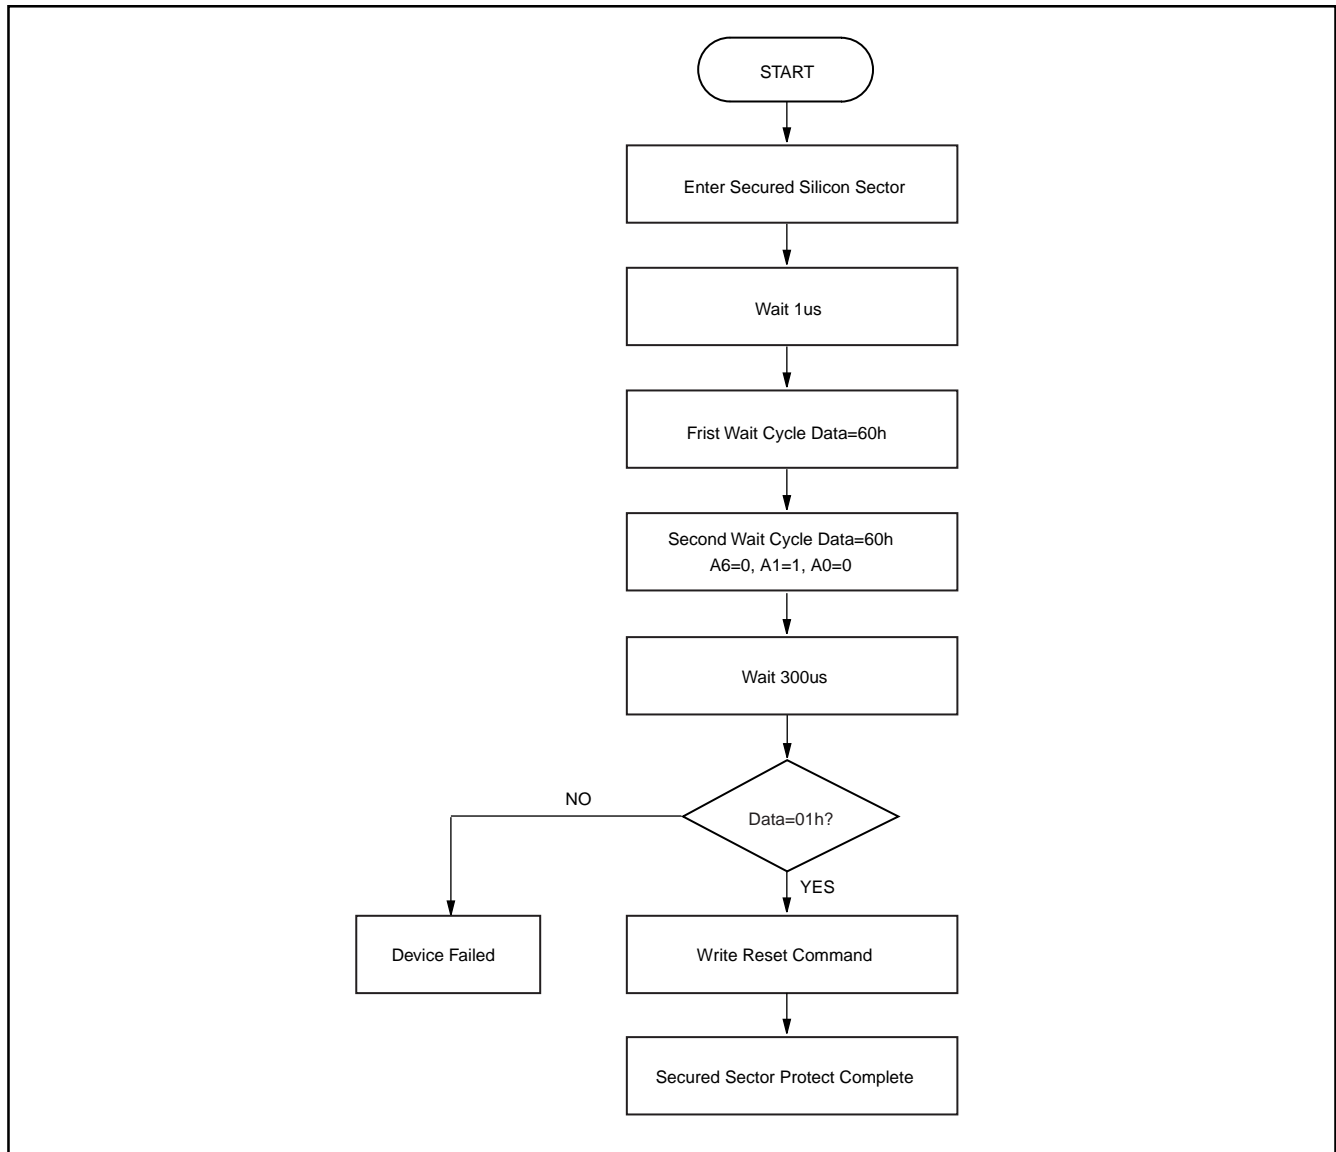 START
Enter Secured Silicon Sector
Wait 1us
Frist Wait Cycle Data=60h
Second Wait Cycle Data=60h
A6=0, A1=1, A0=0
Wait 300us
NO
Data=01h?
YES
Device Failed
Write Reset Command
Secured Sector Protect Complete